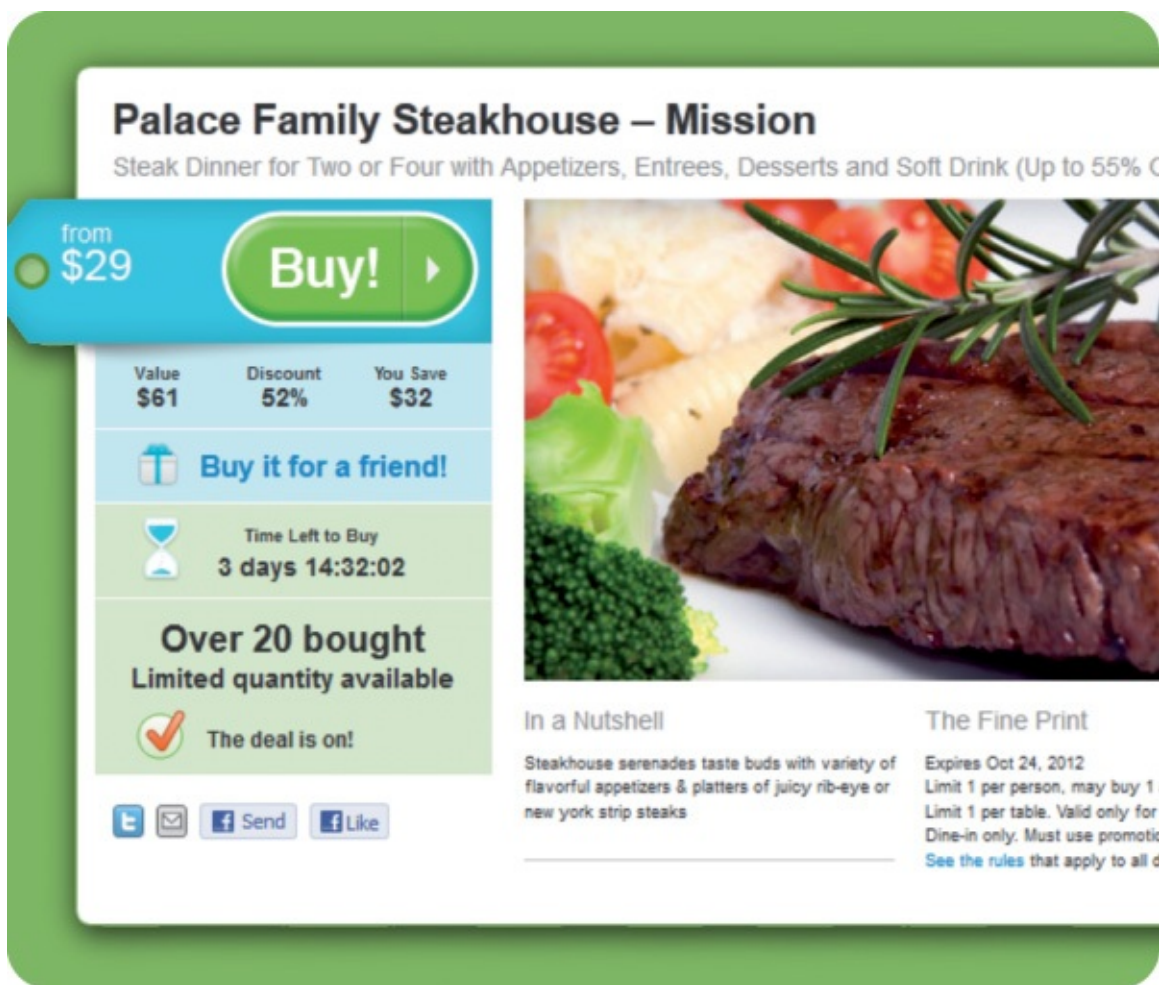 Palace Family Steakhouse – Mission
Steak Dinner for Two or Four with Appetizers, Entrees, Desserts and Soft Drink (Up to 55%
from
$29
Buy!
Value Discount You Save
$61 52% $32
Buy it for a friend!
Time Left to Buy
3 days 14:32:02
Over 20 bought
Limited quantity available
The deal is on!
Send Like
In a Nutshell
Steakhouse serenades taste buds with variety of
flavorful appetizers & platters of juicy rib-eye or
new york strip steaks
The Fine Print
Expires Oct 24, 2012
Limit 1 per person, may buy 1
Limit 1 per table. Valid only for
Dine-in only. Must use
See the rules that apply to all